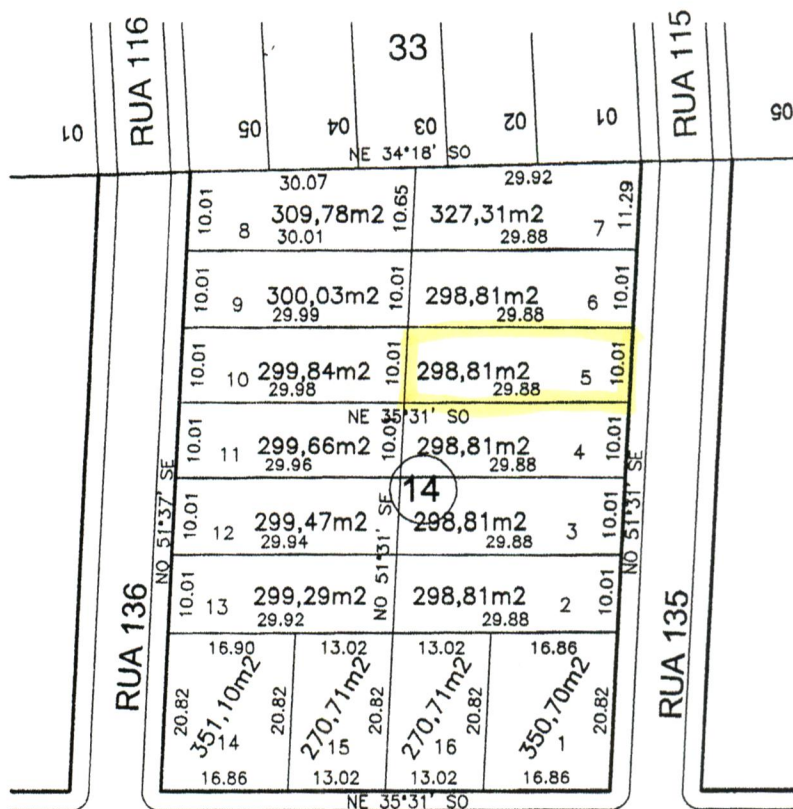 RUA 116
33
RUA 115
01
05
04
03
02
01
05
NE 34°18' SO
30.07
29.92
10.01
8
309,78m2
30.01
10.65
327,31m2
29.88
7
11.29
10.01
9
300,03m2
29.99
10.01
298,81m2
29.88
6
10.01
10.01
10
299,84m2
29.98
10.01
298,81m2
29.88
5
10.01
NE 35°31' SO
10.01
11
299,66m2
29.96
10.01
298,81m2
29.88
4
10.01
14
NO 51°37' SE
NO 51°31' SE
NO 51°31' SE
10.01
12
299,47m2
29.94
298,81m2
29.88
3
10.01
10.01
13
299,29m2
29.92
298,81m2
29.88
2
10.01
RUA 136
RUA 135
16.90
13.02
13.02
16.86
20.82
351,10m2
20.82
270,71m2
20.82
270,71m2
20.82
350,70m2
20.82
14
15
16
1
16.86
13.02
13.02
16.86
NE 35°31' SO